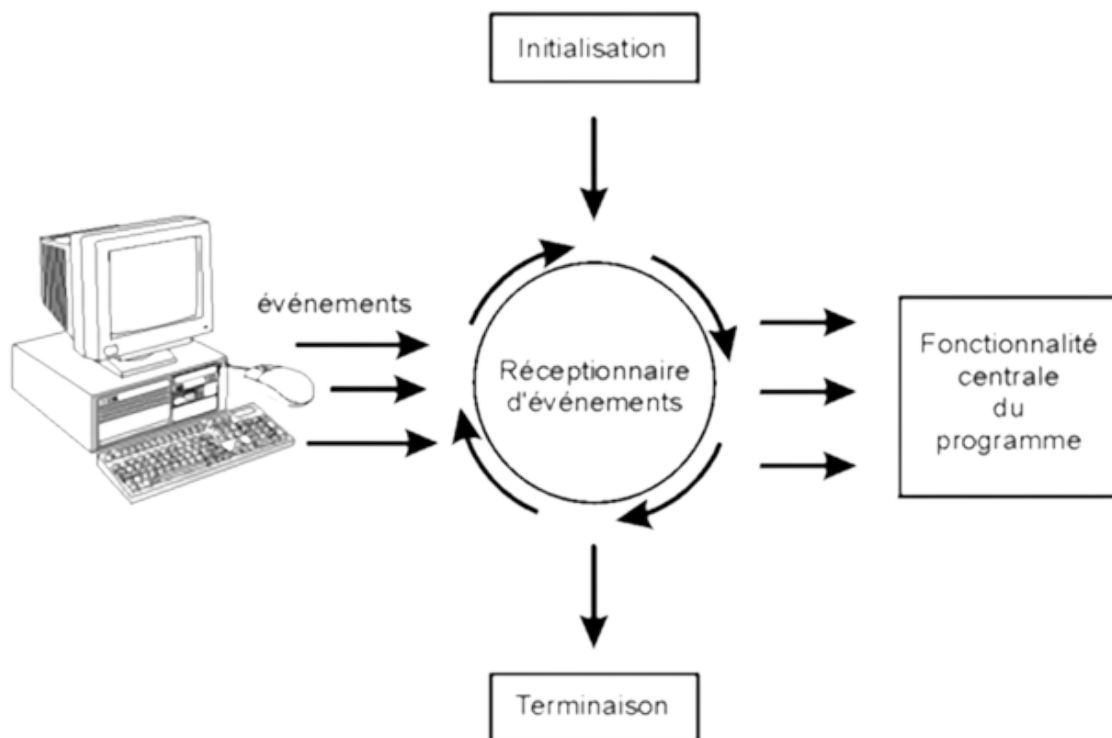 Initialisation
événements
Réceptionnaire
d'événements
Fonctionnalité
centrale
du
programme
Terminaison